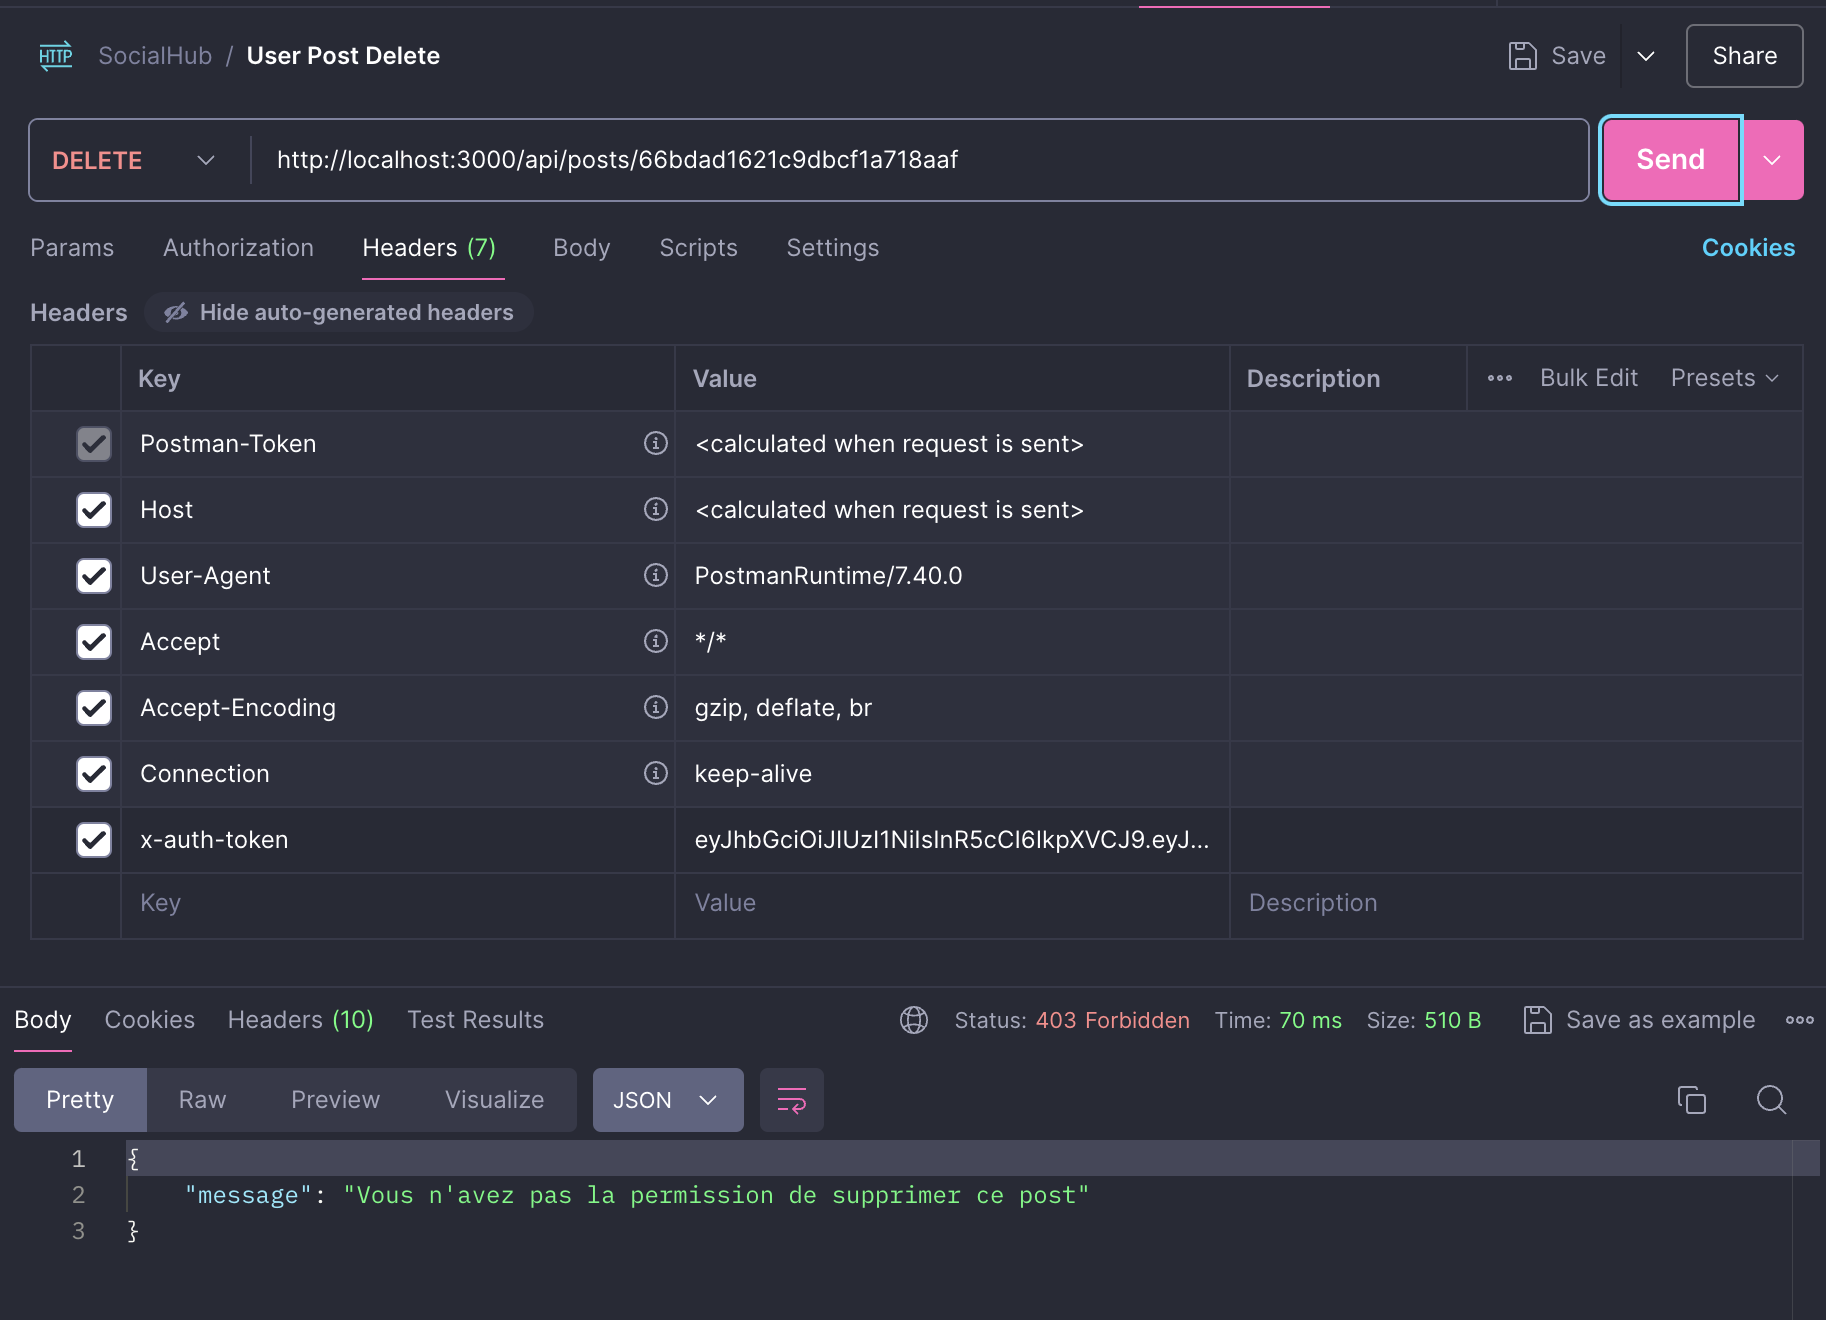 HTTP SocialHub / User Post Delete Save Share
DELETE http://localhost:3000/api/posts/66bdad1621c9dbcf1a718aaf Send
Params Authorization Headers (7) Body Scripts Settings Cookies
Headers Hide auto-generated headers
Key Value Description ••• Bulk Edit Presets
Postman-Token <calculated when request is sent>
Host <calculated when request is sent>
User-Agent PostmanRuntime/7.40.0
Accept */*
Accept-Encoding gzip, deflate, br
Connection keep-alive
x-auth-token eyJhbGciOiJIUzI1NiIsInR5cCI6IkpXVCJ9.eyJ...
Key Value Description
Body Cookies Headers (10) Test Results Status: 403 Forbidden Time: 70 ms Size: 510 B Save as example
Pretty Raw Preview Visualize JSON
1 {
2 "message": "Vous n'avez pas la permission de supprimer ce post"
3 }